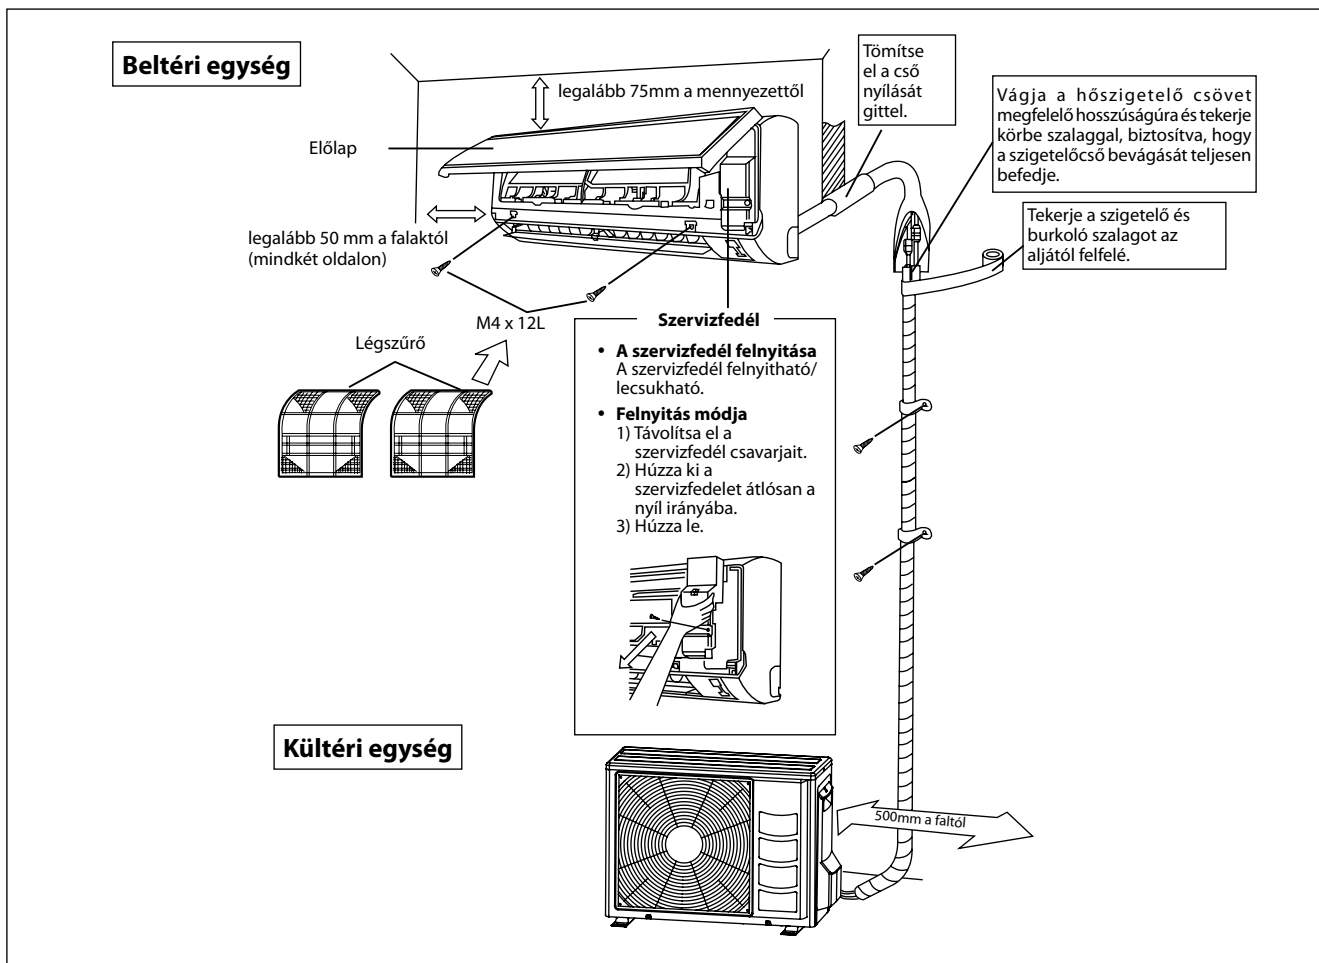 Beltéri egység
legalább 75mm a mennyezettől
Előlap
legalább 50 mm a falaktól
(mindkét oldalon)
M4 x 12L
Légszűrő
Tömítse
el a cső
nyílását
gittel.
Vágja a hőszigetelő csövet
megfelelő hosszúságúra és tekerje
körbe szalaggal, biztosítva, hogy
a szigetelőcső bevágását teljesen
befedje.
Tekerje a szigetelő és
burkoló szalagot az
aljától felfelé.
Szervizfedél
• A szervizfedél felnyitása
A szervizfedél felnyitható/
lecsukható.
• Felnyitás módja
1) Távolítsa el a
szervizfedél csavarjait.
2) Húzza ki a
szervizfedelet átlósan a
nyíl irányába.
3) Húzza le.
Kültéri egység
500mm a faltól